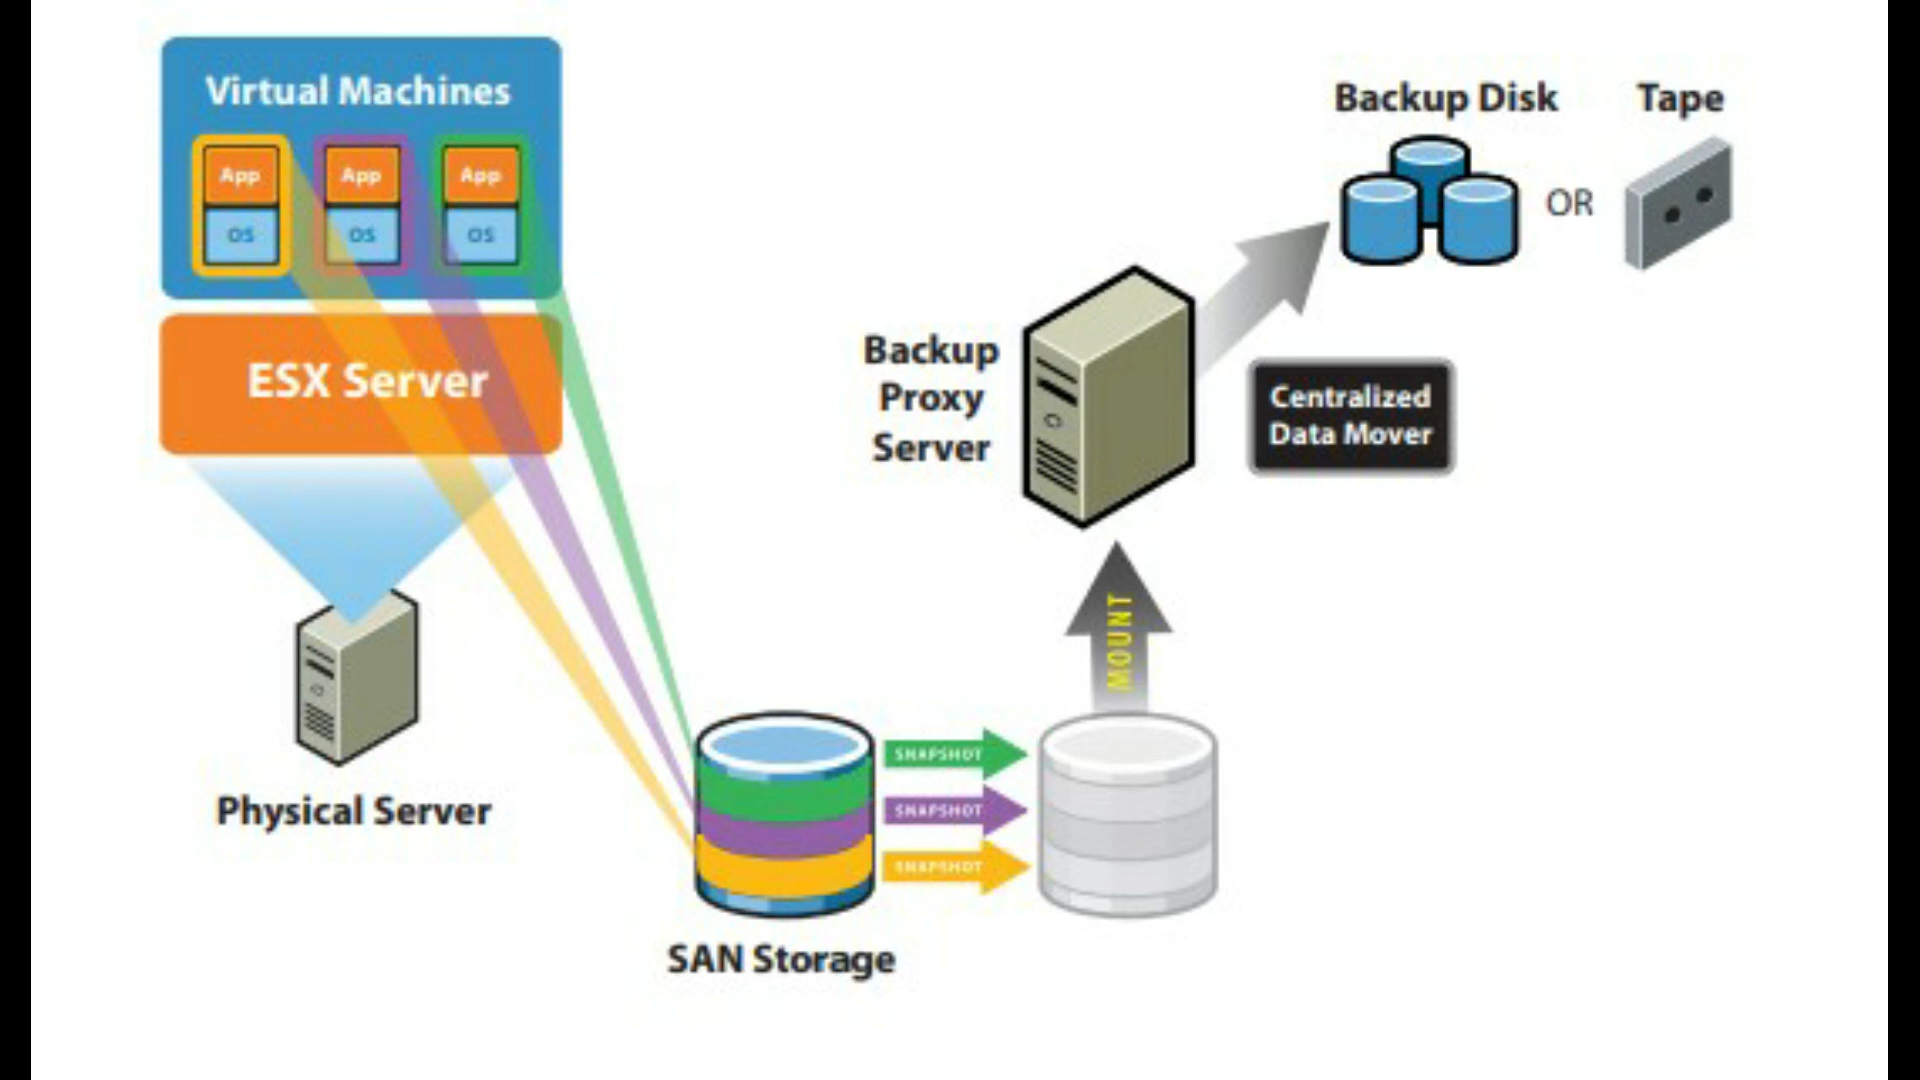 Virtual Machines
App
App
App
OS
OS
OS
ESX Server
Physical Server
SAN Storage
SNAPSHOT
SNAPSHOT
SNAPSHOT
MOUNT
Backup
Proxy
Server
Centralized
Data Mover
Backup Disk
OR
Tape